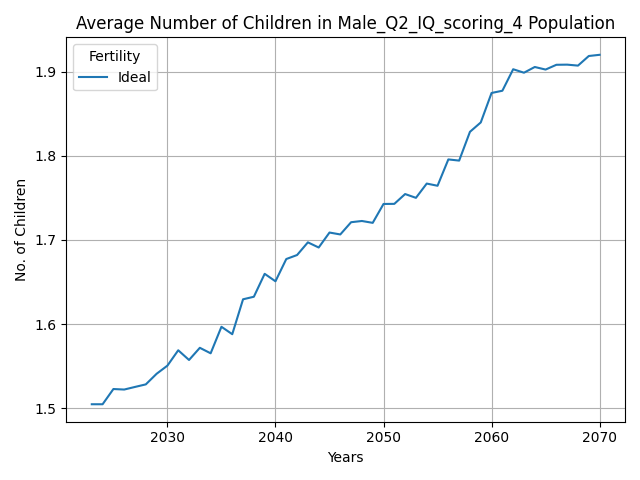 Average Number of Children in Male_Q2_IQ_scoring_4 Population
Fertility
Ideal
No. of Children
1.9
1.8
1.7
1.6
1.5
2030 2040 2050 2060 2070
Years